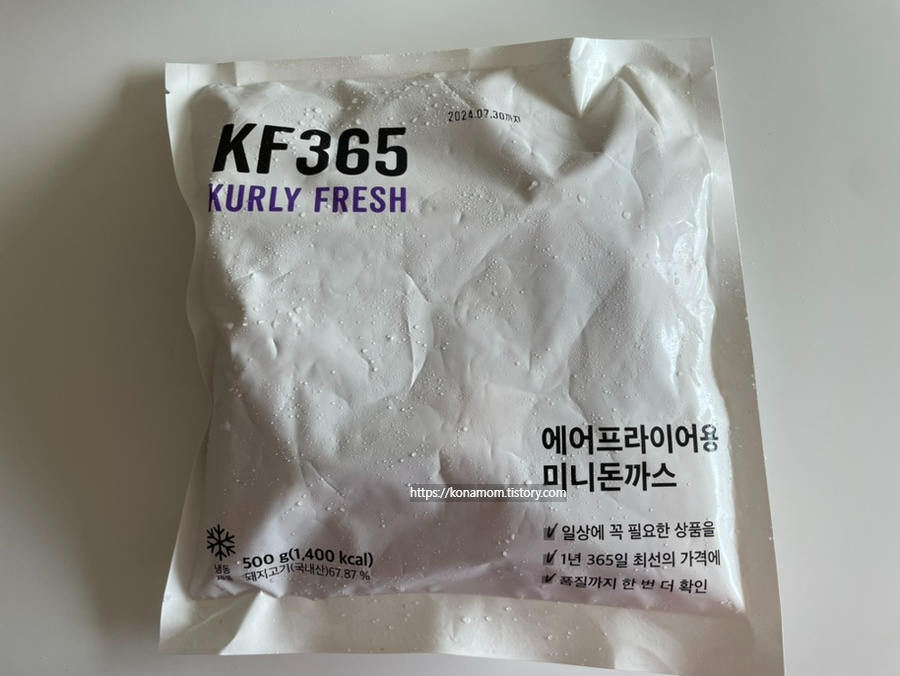 2024.07.30까지
KF365
KURLY FRESH
에어프라이어용
미니돈까스
https://konamom.tistory.com
일상에 꼭 필요한 상품을
1년 365일 최선의 가격에
품질까지 한 번 더 확인
냉동
제품
500 g(1,400 kcal)
돼지고기(국내산)67.87 %